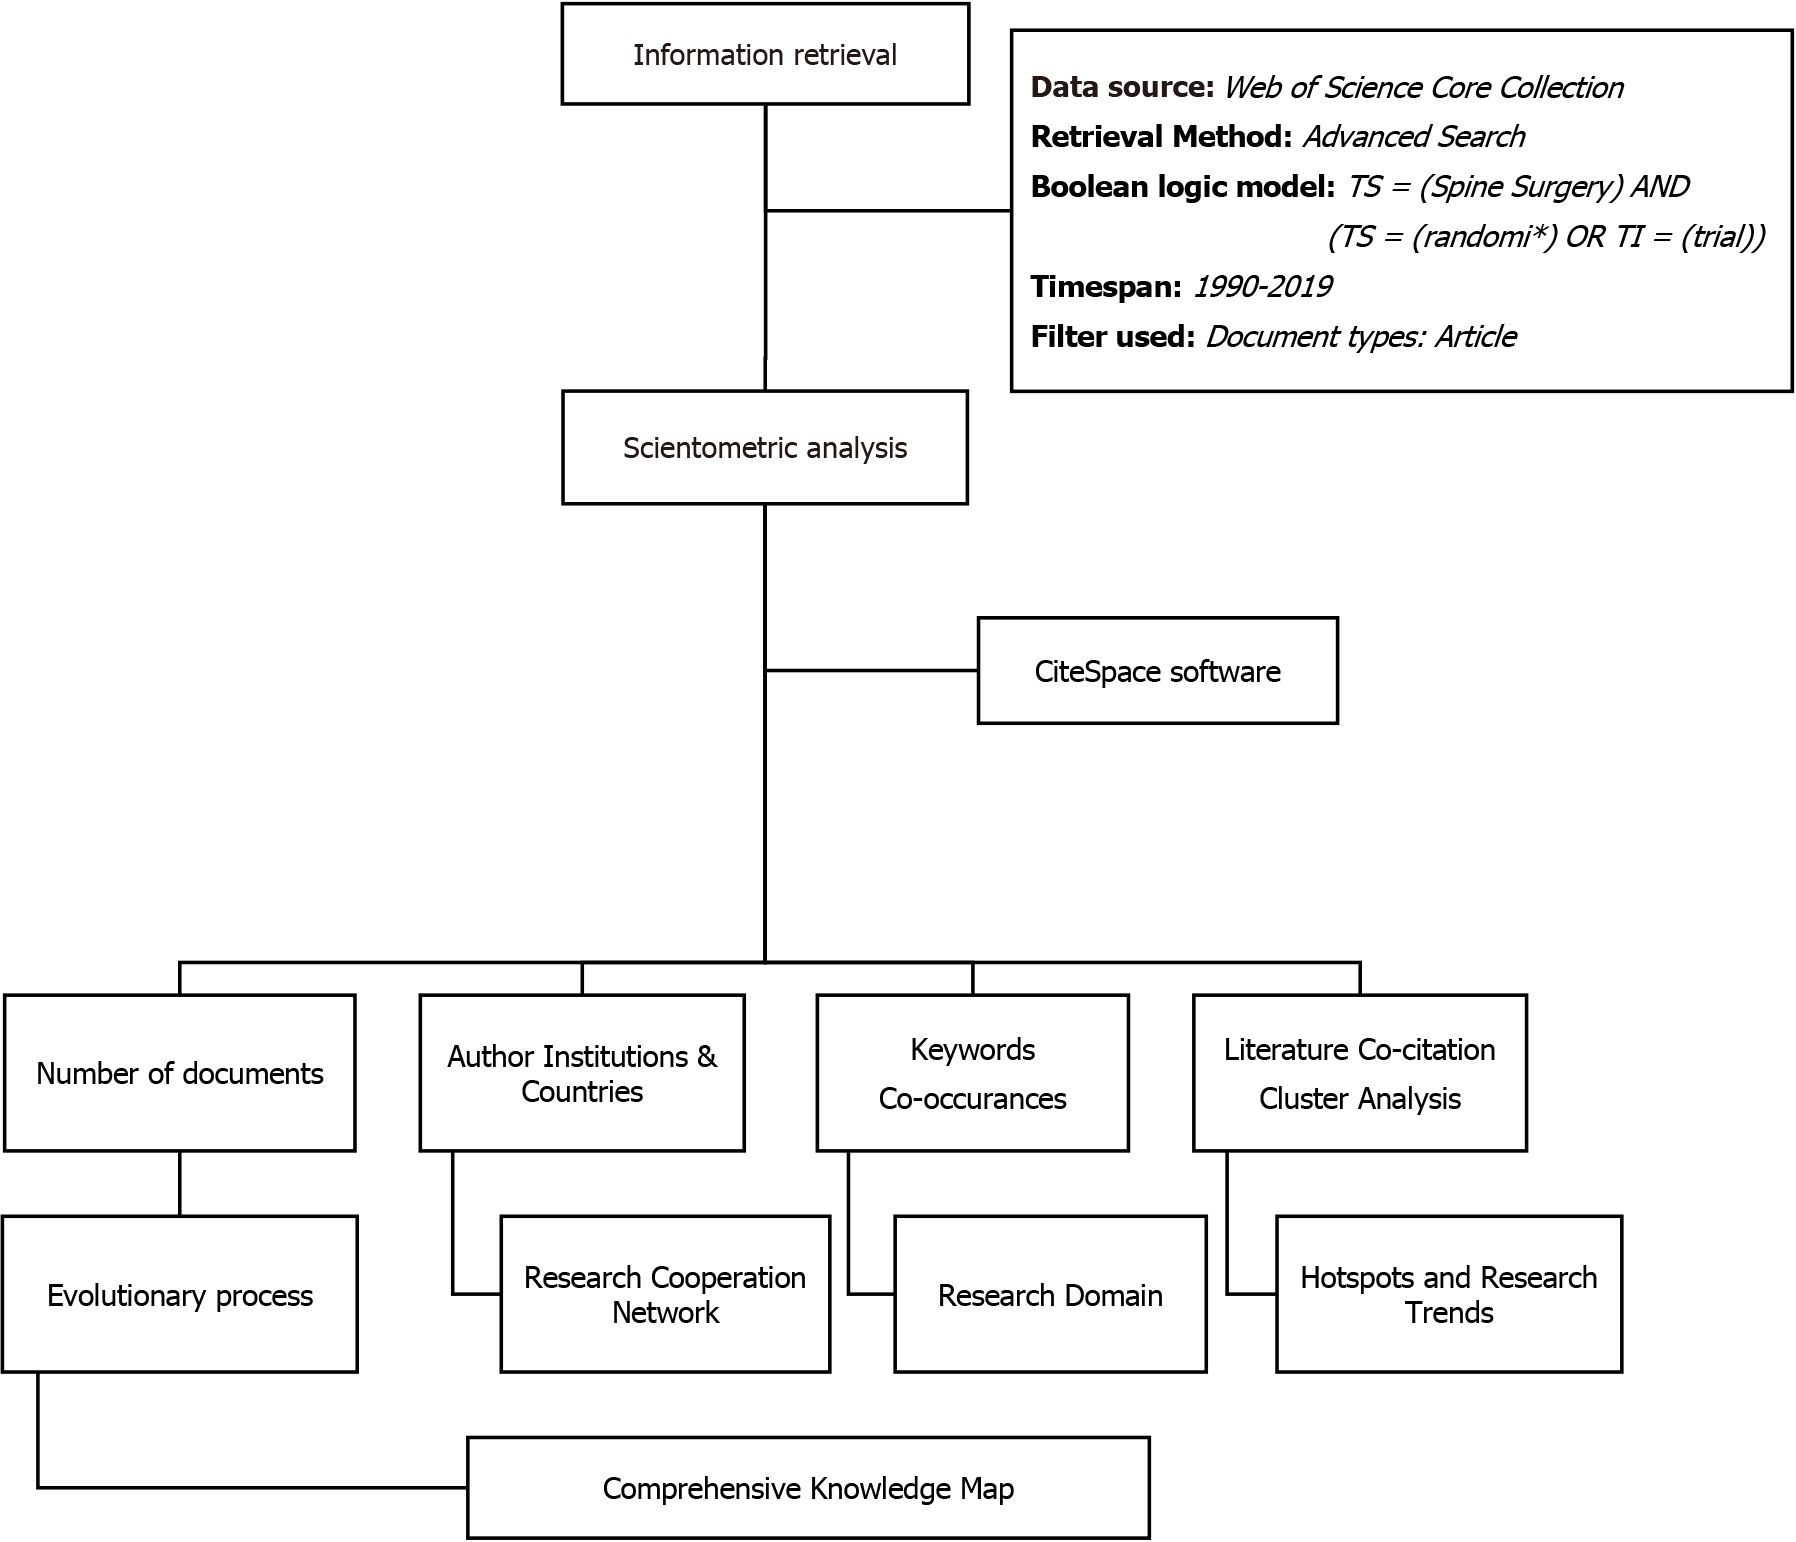 Information retrieval
Data source: Web of Science Core Collection
Retrieval Method: Advanced Search
Boolean logic model: TS = (Spine Surgery) AND
(TS = (randomi*) OR TI = (trial))
Timespan: 1990-2019
Filter used: Document types: Article
Scientometric analysis
CiteSpace software
Number of documents
Author Institutions &
Countries
Keywords
Co-occurances
Literature Co-citation
Cluster Analysis
Evolutionary process
Research Cooperation
Network
Research Domain
Hotspots and Research
Trends
Comprehensive Knowledge Map